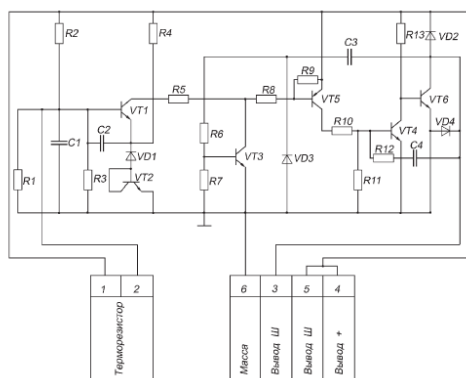 R2
R4
R13
VD2
C3
R9
VT1
R5
R8
VT5
VT6
C1
C2
R6
R10
VT4
VD4
VD1
VT3
VD3
R12
C4
R1
R3
VT2
R7
R11
1 2
Терморезистор
6 3 5 4
Масса
Вывод Ш
Вывод Ш
Вывод +